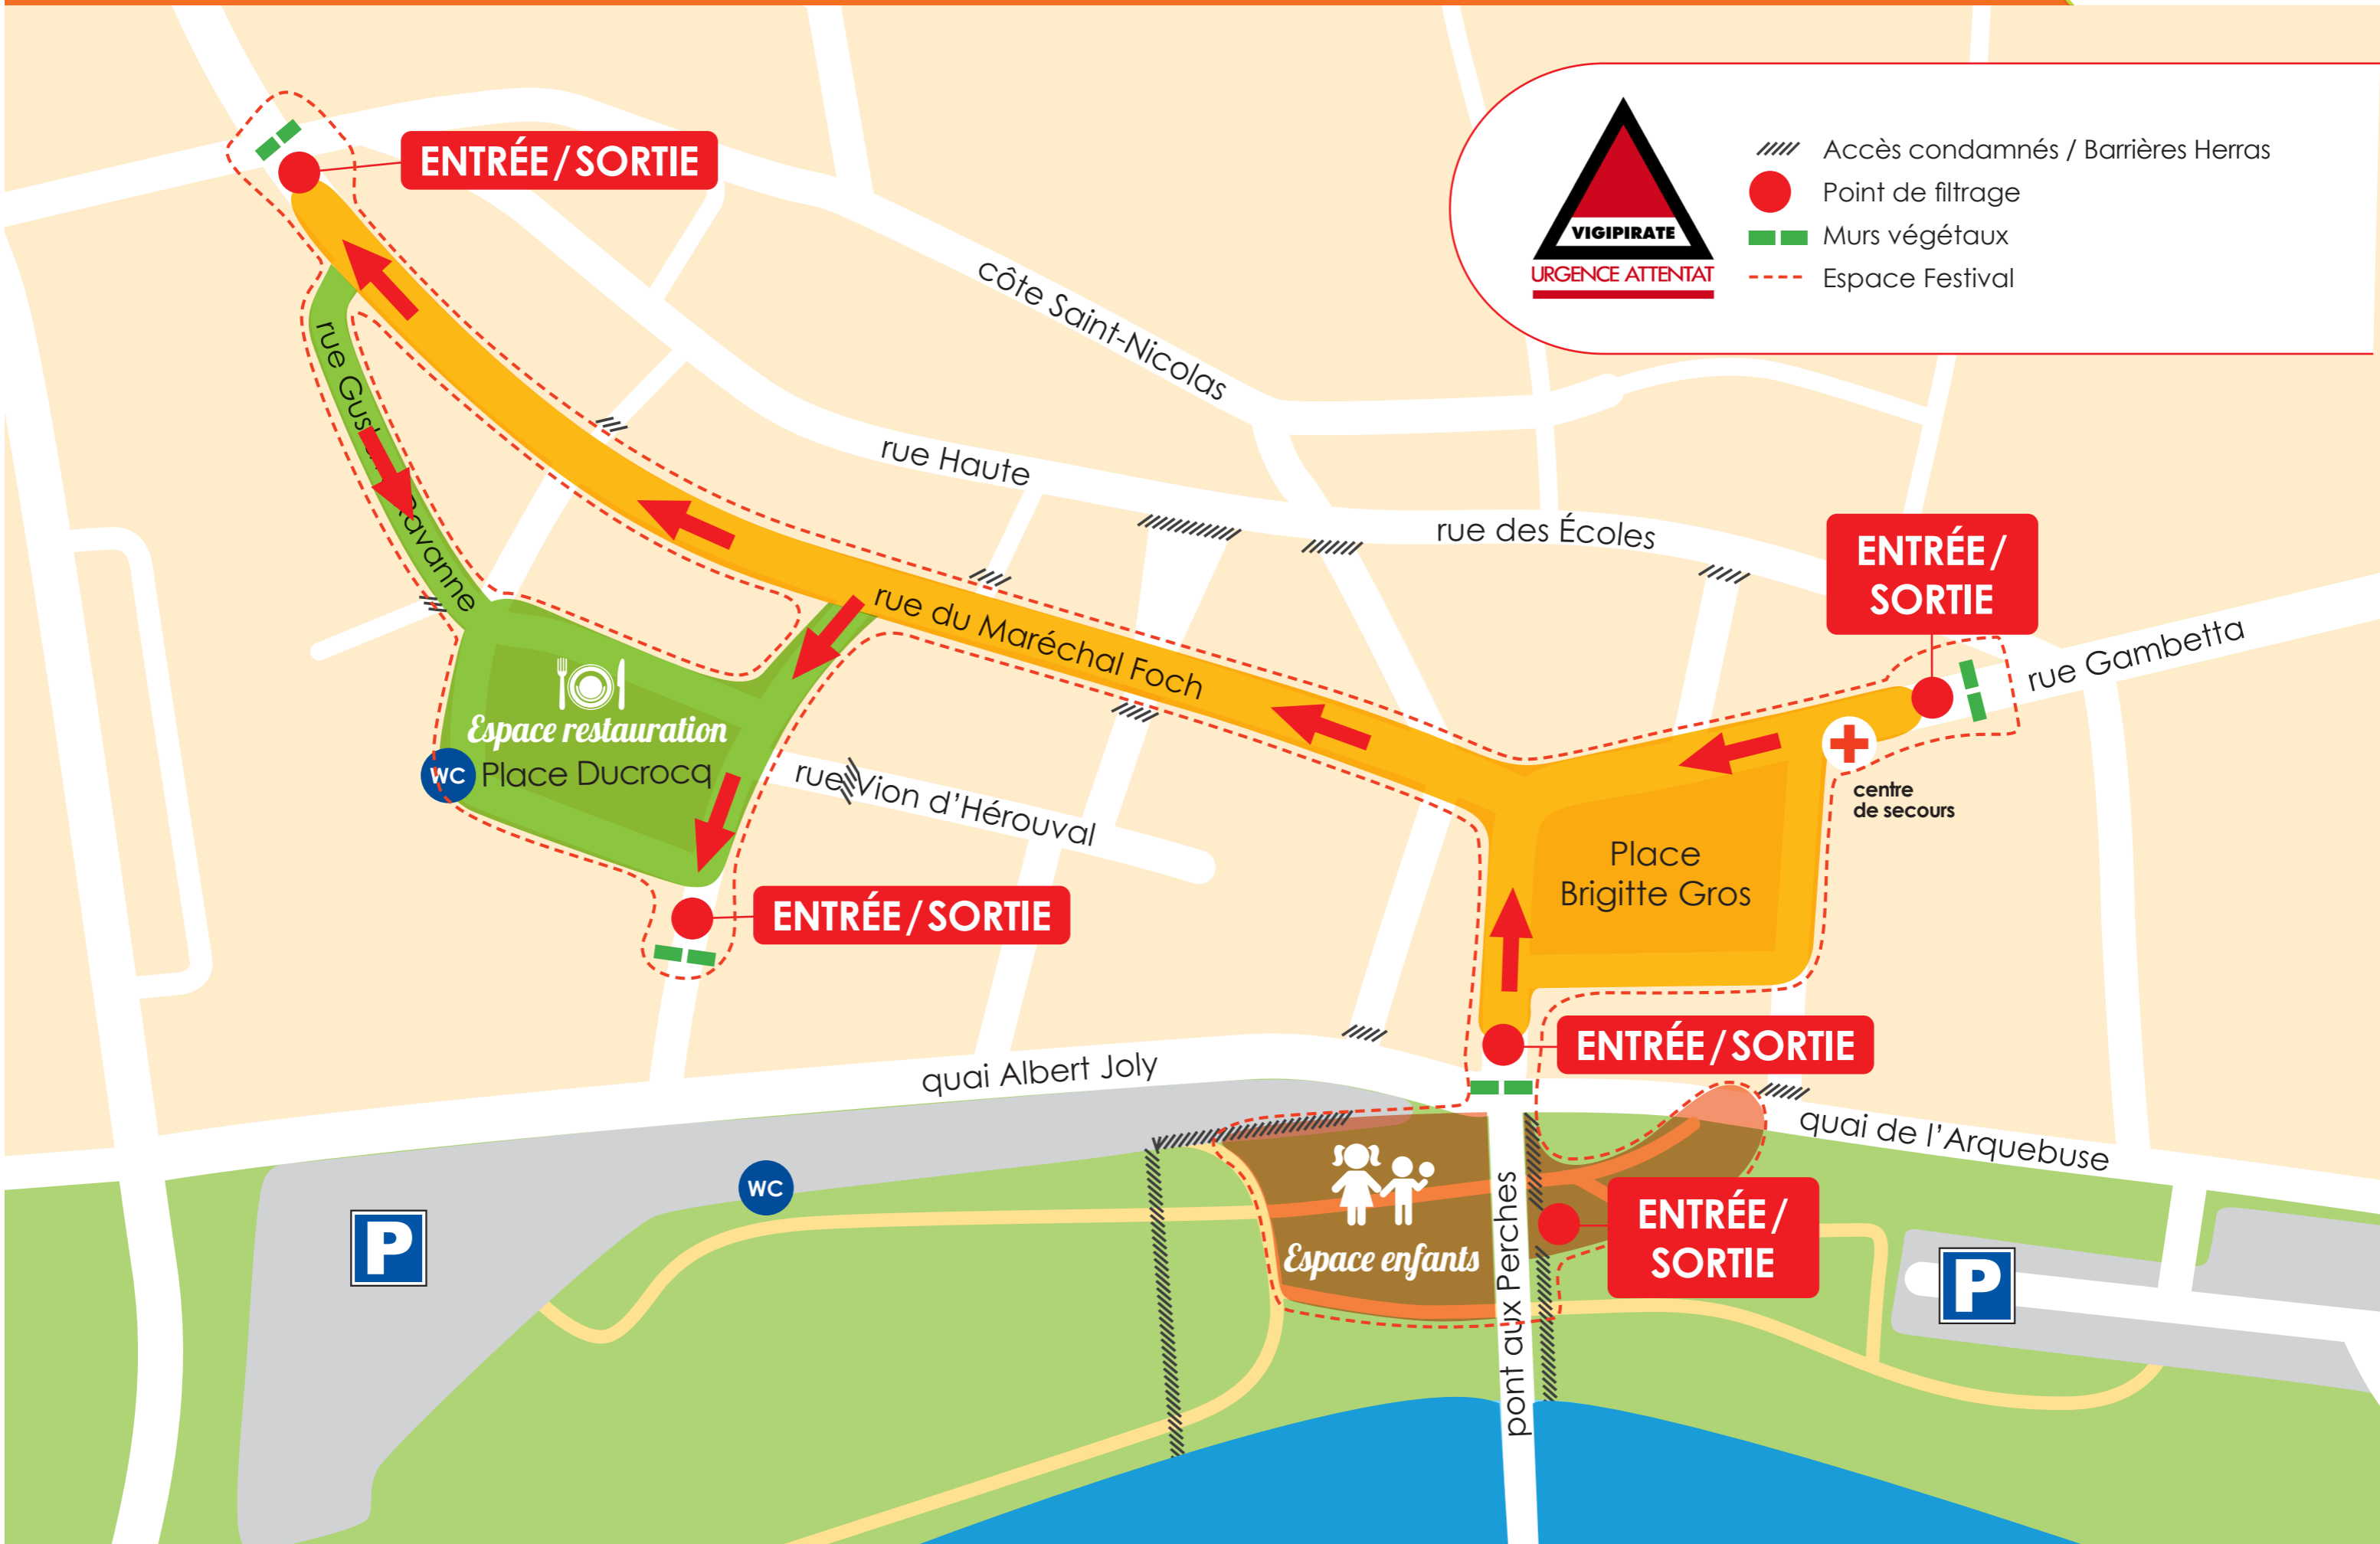 ENTRÉE / SORTIE
VIGIPIRATE
URGENCE ATTENTAT
Accès condamnés / Barrières Herras
Point de filtrage
Murs végétaux
Espace Festival
côte Saint-Nicolas
rue Haute
rue des Écoles
ENTRÉE /
SORTIE
rue Gambetta
rue du Maréchal Foch
Espace restauration
WC
Place Ducrocq
rue Vion d'Hérouval
centre
de secours
Place
Brigitte Gros
ENTRÉE / SORTIE
ENTRÉE / SORTIE
quai Albert Joly
quai de l'Arquebuse
WC
P
Espace enfants
pont aux Perches
ENTRÉE /
SORTIE
P
rue